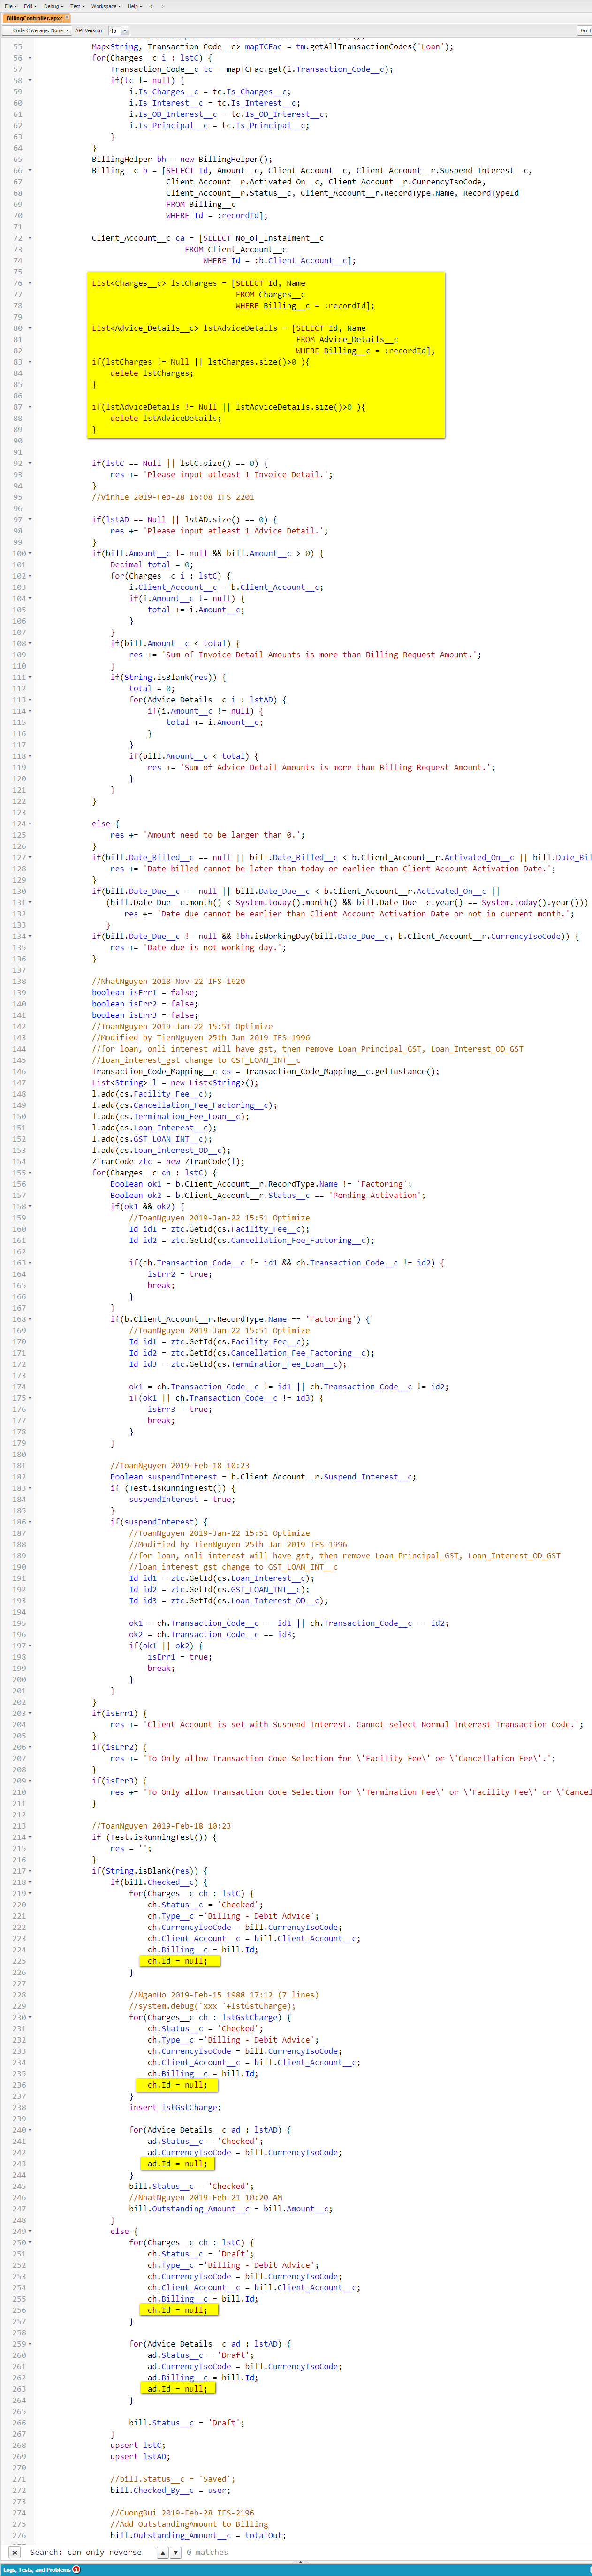 File Edit Debug Test Workspace Help < >
BillingController.apxc
Code Coverage: None API Version: 45 Go T
55 Map<String, Transaction_Code__c> mapTCFac = tm.getAllTransactionCodes('Loan');
56 for(Charges__c i : lstC) {
57 Transaction_Code__c tc = mapTCFac.get(i.Transaction_Code__c);
58 if(tc != null) {
59 i.Is_Charges__c = tc.Is_Charges__c;
60 i.Is_Interest__c = tc.Is_Interest__c;
61 i.Is_OD_Interest__c = tc.Is_OD_Interest__c;
62 i.Is_Principal__c = tc.Is_Principal__c;
63 }
64 }
65 BillingHelper bh = new BillingHelper();
66 Billing__c b = [SELECT Id, Amount__c, Client_Account__c, Client_Account__r.Suspend_Interest__c,
67 Client_Account__r.Activated_On__c, Client_Account__r.CurrencyIsoCode,
68 Client_Account__r.Status__c, Client_Account__r.RecordType.Name, RecordTypeId
69 FROM Billing__c
70 WHERE Id = :recordId];
71
72 Client_Account__c ca = [SELECT No_of_Instalment__c
73 FROM Client_Account__c
74 WHERE Id = :b.Client_Account__c];
75
76 List<Charges__c> lstCharges = [SELECT Id, Name
77 FROM Charges__c
78 WHERE Billing__c = :recordId];
79
80 List<Advice_Details__c> lstAdviceDetails = [SELECT Id, Name
81 FROM Advice_Details__c
82 WHERE Billing__c = :recordId];
83 if(lstCharges != Null || lstCharges.size()>0 ){
84 delete lstCharges;
85 }
86
87 if(lstAdviceDetails != Null || lstAdviceDetails.size()>0 ){
88 delete lstAdviceDetails;
89 }
90
91
92 if(lstC == Null || lstC.size() == 0) {
93 res += 'Please input atleast 1 Invoice Detail.';
94 }
95 //VinhLe 2019-Feb-28 16:08 IFS 2201
96
97 if(lstAD == Null || lstAD.size() == 0) {
98 res += 'Please input atleast 1 Advice Detail.';
99 }
100 if(bill.Amount__c != null && bill.Amount__c > 0) {
101 Decimal total = 0;
102 for(Charges__c i : lstC) {
103 i.Client_Account__c = b.Client_Account__c;
104 if(i.Amount__c != null) {
105 total += i.Amount__c;
106 }
107 }
108 if(bill.Amount__c < total) {
109 res += 'Sum of Invoice Detail Amounts is more than Billing Request Amount.';
110 }
111 if(String.isBlank(res)) {
112 total = 0;
113 for(Advice_Details__c i : lstAD) {
114 if(i.Amount__c != null) {
115 total += i.Amount__c;
116 }
117 }
118 if(bill.Amount__c < total) {
119 res += 'Sum of Advice Detail Amounts is more than Billing Request Amount.';
120 }
121 }
122 }
123
124 else {
125 res += 'Amount need to be larger than 0.';
126 }
127 if(bill.Date_Billed__c == null || bill.Date_Billed__c < b.Client_Account__r.Activated_On__c || bill.Date_Bil
128 res += 'Date billed cannot be later than today or earlier than Client Account Activation Date.';
129 }
130 if(bill.Date_Due__c == null || bill.Date_Due__c < b.Client_Account__r.Activated_On__c ||
131 (bill.Date_Due__c.month() < System.today().month() && bill.Date_Due__c.year() == System.today().year()))
132 res += 'Date due cannot be earlier than Client Account Activation Date or not in current month.';
133 }
134 if(bill.Date_Due__c != null && !bh.isWorkingDay(bill.Date_Due__c, b.Client_Account__r.CurrencyIsoCode)) {
135 res += 'Date due is not working day.';
136 }
137
138 //NhatNguyen 2018-Nov-22 IFS-1620
139 boolean isErr1 = false;
140 boolean isErr2 = false;
141 boolean isErr3 = false;
142 //ToanNguyen 2019-Jan-22 15:51 Optimize
143 //Modified by TienNguyen 25th Jan 2019 IFS-1996
144 //for loan, onli interest will have gst, then remove Loan_Principal_GST, Loan_Interest_OD_GST
145 //loan_interest_gst change to GST_LOAN_INT__c
146 Transaction_Code_Mapping__c cs = Transaction_Code_Mapping__c.getInstance();
147 List<String> l = new List<String>();
148 l.add(cs.Facility_Fee__c);
149 l.add(cs.Cancellation_Fee_Factoring__c);
150 l.add(cs.Termination_Fee_Loan__c);
151 l.add(cs.Loan_Interest__c);
152 l.add(cs.GST_LOAN_INT__c);
153 l.add(cs.Loan_Interest_OD__c);
154 ZTranCode ztc = new ZTranCode(l);
155 for(Charges__c ch : lstC) {
156 Boolean ok1 = b.Client_Account__r.RecordType.Name != 'Factoring';
157 Boolean ok2 = b.Client_Account__r.Status__c == 'Pending Activation';
158 if(ok1 && ok2) {
159 //ToanNguyen 2019-Jan-22 15:51 Optimize
160 Id id1 = ztc.GetId(cs.Facility_Fee__c);
161 Id id2 = ztc.GetId(cs.Cancellation_Fee_Factoring__c);
162
163 if(ch.Transaction_Code__c != id1 && ch.Transaction_Code__c != id2) {
164 isErr2 = true;
165 break;
166 }
167 }
168 if(b.Client_Account__r.RecordType.Name == 'Factoring') {
169 //ToanNguyen 2019-Jan-22 15:51 Optimize
170 Id id1 = ztc.GetId(cs.Facility_Fee__c);
171 Id id2 = ztc.GetId(cs.Cancellation_Fee_Factoring__c);
172 Id id3 = ztc.GetId(cs.Termination_Fee_Loan__c);
173
174 ok1 = ch.Transaction_Code__c != id1 || ch.Transaction_Code__c != id2;
175 if(ok1 || ch.Transaction_Code__c != id3) {
176 isErr3 = true;
177 break;
178 }
179 }
180
181 //ToanNguyen 2019-Feb-18 10:23
182 Boolean suspendInterest = b.Client_Account__r.Suspend_Interest__c;
183 if (Test.isRunningTest()) {
184 suspendInterest = true;
185 }
186 if(suspendInterest) {
187 //ToanNguyen 2019-Jan-22 15:51 Optimize
188 //Modified by TienNguyen 25th Jan 2019 IFS-1996
189 //for loan, onli interest will have gst, then remove Loan_Principal_GST, Loan_Interest_OD_GST
190 //loan_interest_gst change to GST_LOAN_INT__c
191 Id id1 = ztc.GetId(cs.Loan_Interest__c);
192 Id id2 = ztc.GetId(cs.GST_LOAN_INT__c);
193 Id id3 = ztc.GetId(cs.Loan_Interest_OD__c);
194
195 ok1 = ch.Transaction_Code__c == id1 || ch.Transaction_Code__c == id2;
196 ok2 = ch.Transaction_Code__c == id3;
197 if(ok1 || ok2) {
198 isErr1 = true;
199 break;
200 }
201 }
202 }
203 if(isErr1) {
204 res += 'Client Account is set with Suspend Interest. Cannot select Normal Interest Transaction Code.';
205 }
206 if(isErr2) {
207 res += 'To Only allow Transaction Code Selection for \'Facility Fee\' or \'Cancellation Fee\'.';
208 }
209 if(isErr3) {
210 res += 'To Only allow Transaction Code Selection for \'Termination Fee\' or \'Facility Fee\' or \'Cancel
211 }
212
213 //ToanNguyen 2019-Feb-18 10:23
214 if (Test.isRunningTest()) {
215 res = '';
216 }
217 if(String.isBlank(res)) {
218 if(bill.Checked__c) {
219 for(Charges__c ch : lstC) {
220 ch.Status__c = 'Checked';
221 ch.Type__c ='Billing - Debit Advice';
222 ch.CurrencyIsoCode = bill.CurrencyIsoCode;
223 ch.Client_Account__c = bill.Client_Account__c;
224 ch.Billing__c = bill.Id;
225 ch.Id = null;
226 }
227
228 //NganHo 2019-Feb-15 1988 17:12 (7 lines)
229 //system.debug('xxx '+lstGstCharge);
230 for(Charges__c ch : lstGstCharge) {
231 ch.Status__c = 'Checked';
232 ch.Type__c ='Billing - Debit Advice';
233 ch.CurrencyIsoCode = bill.CurrencyIsoCode;
234 ch.Client_Account__c = bill.Client_Account__c;
235 ch.Billing__c = bill.Id;
236 ch.Id = null;
237 }
238 insert lstGstCharge;
239
240 for(Advice_Details__c ad : lstAD) {
241 ad.Status__c = 'Checked';
242 ad.CurrencyIsoCode = bill.CurrencyIsoCode;
243 ad.Id = null;
244 }
245 bill.Status__c = 'Checked';
246 //NhatNguyen 2019-Feb-21 10:20 AM
247 bill.Outstanding_Amount__c = bill.Amount__c;
248 }
249 else {
250 for(Charges__c ch : lstC) {
251 ch.Status__c = 'Draft';
252 ch.Type__c ='Billing - Debit Advice';
253 ch.CurrencyIsoCode = bill.CurrencyIsoCode;
254 ch.Client_Account__c = bill.Client_Account__c;
255 ch.Billing__c = bill.Id;
256 ch.Id = null;
257 }
258
259 for(Advice_Details__c ad : lstAD) {
260 ad.Status__c = 'Draft';
261 ad.CurrencyIsoCode = bill.CurrencyIsoCode;
262 ad.Billing__c = bill.Id;
263 ad.Id = null;
264 }
265
266 bill.Status__c = 'Draft';
267 }
268 upsert lstC;
269 upsert lstAD;
270
271 //bill.Status__c = 'Saved';
272 bill.Checked_By__c = user;
273
274 //CuongBui 2019-Feb-28 IFS-2196
275 //Add OutstandingAmount to Billing
276 bill.Outstanding_Amount__c = totalOut;
Search: can only reverse 0 matches
Logs, Tests, and Problems